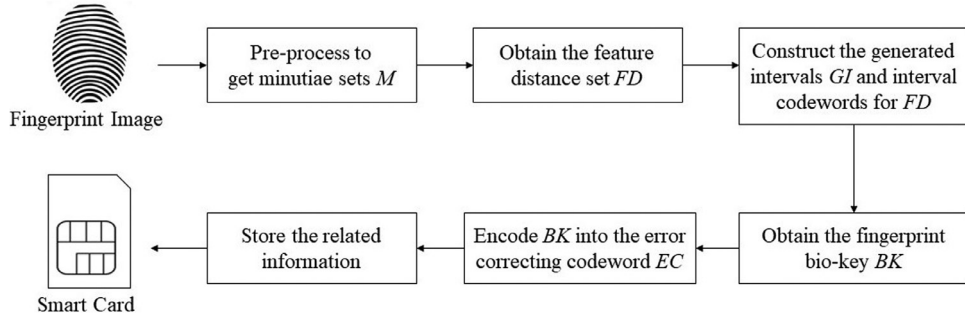 Fingerprint Image
Pre-process to
get minutiae sets M
Obtain the feature
distance set FD
Construct the generated
intervals GI and interval
codewords for FD
Obtain the fingerprint
bio-key BK
Encode BK into the error
correcting codeword EC
Store the related
information
Smart Card